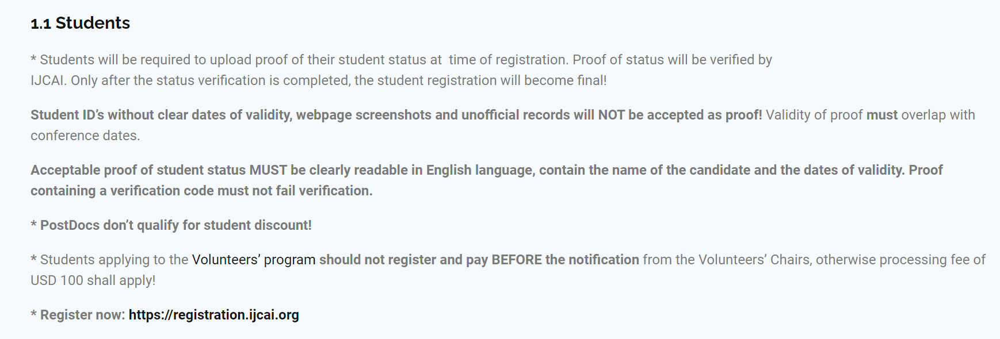 1.1 Students
* Students will be required to upload proof of their student status at  time of registration. Proof of status will be verified by
IJCAI. Only after the status verification is completed, the student registration will become final!
Student ID’s without clear dates of validity, webpage screenshots and unofficial records will NOT be accepted as proof! Validity of proof must overlap with
conference dates.
Acceptable proof of student status MUST be clearly readable in English language, contain the name of the candidate and the dates of validity. Proof
containing a verification code must not fail verification.
* PostDocs don’t qualify for student discount!
* Students applying to the Volunteers’ program should not register and pay BEFORE the notification from the Volunteers’ Chairs, otherwise processing fee of
USD 100 shall apply!
* Register now: https://registration.ijcai.org